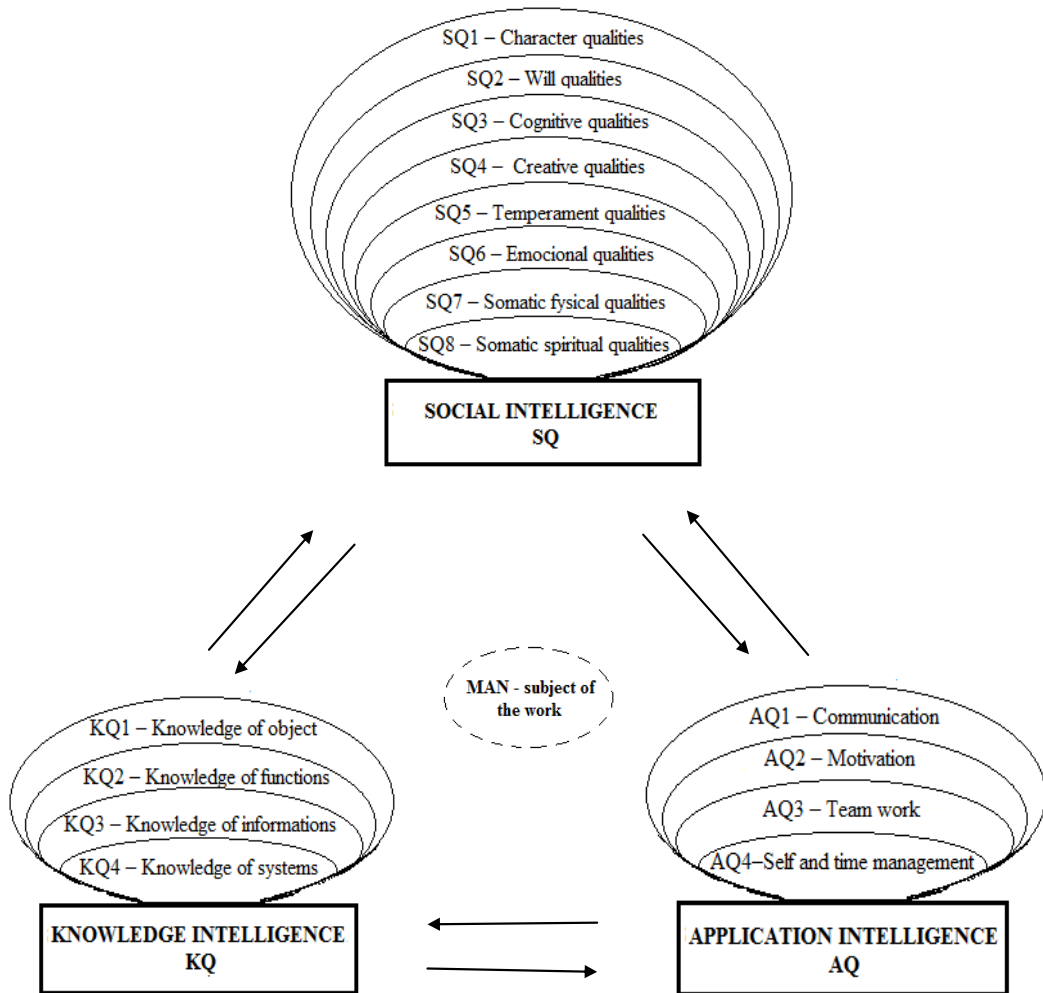 SQ1 – Character qualities
SQ2 – Will qualities
SQ3 – Cognitive qualities
SQ4 – Creative qualities
SQ5 – Temperament qualities
SQ6 – Emocional qualities
SQ7 – Somatic fysical qualities
SQ8 – Somatic spiritual qualities
SOCIAL INTELLIGENCE
SQ
MAN - subject of
the work
KQ1 – Knowledge of object
KQ2 – Knowledge of functions
KQ3 – Knowledge of informations
KQ4 – Knowledge of systems
KNOWLEDGE INTELLIGENCE
KQ
AQ1 – Communication
AQ2 – Motivation
AQ3 – Team work
AQ4–Self and time management
APPLICATION INTELLIGENCE
AQ